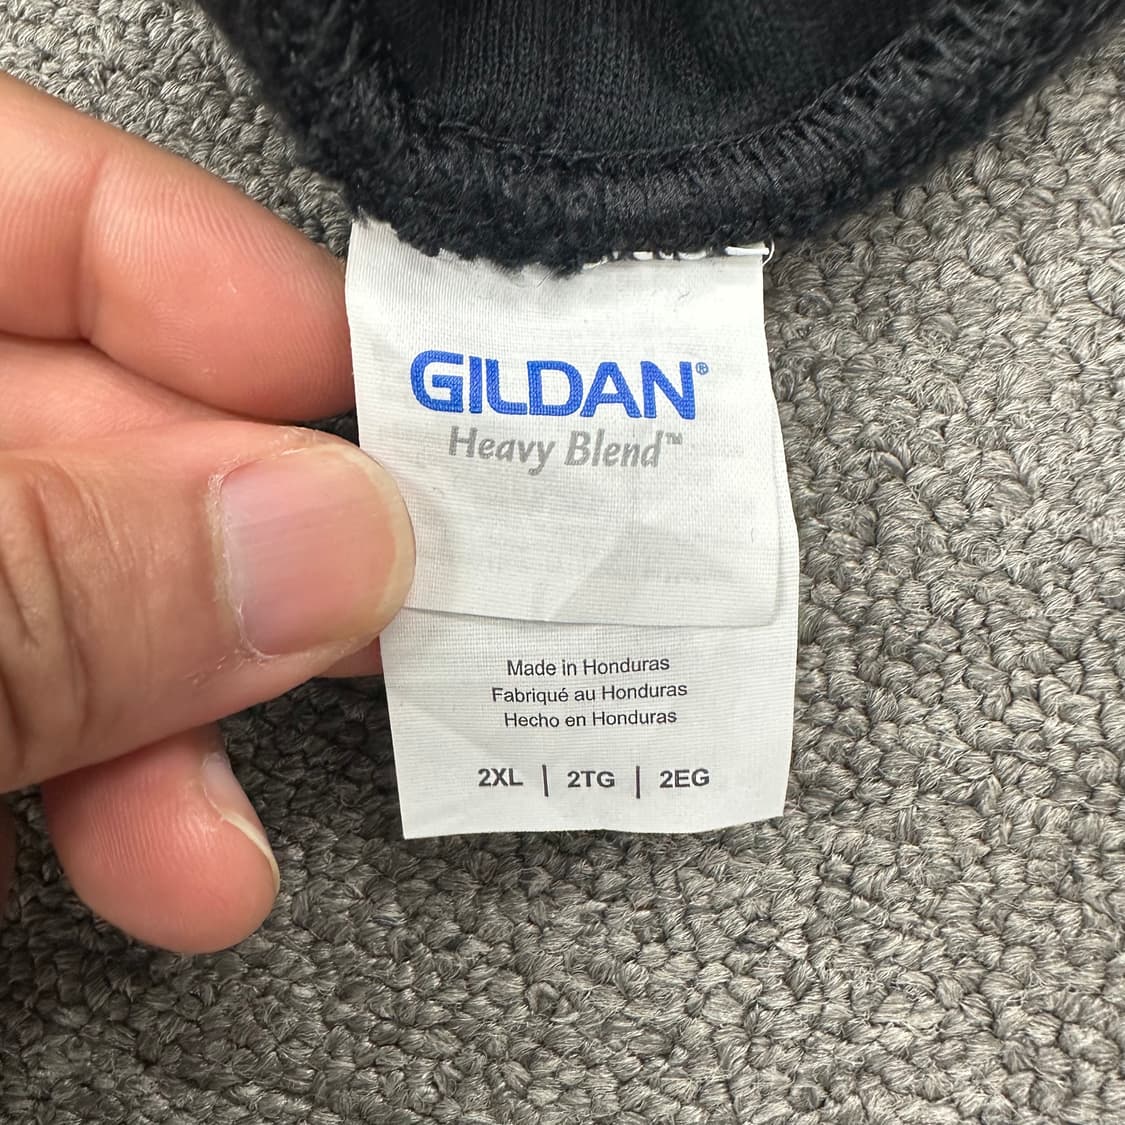 GILDAN®
Heavy Blend™
Made in Honduras
Fabriqué au Honduras
Hecho en Honduras
2XL | 2TG | 2EG